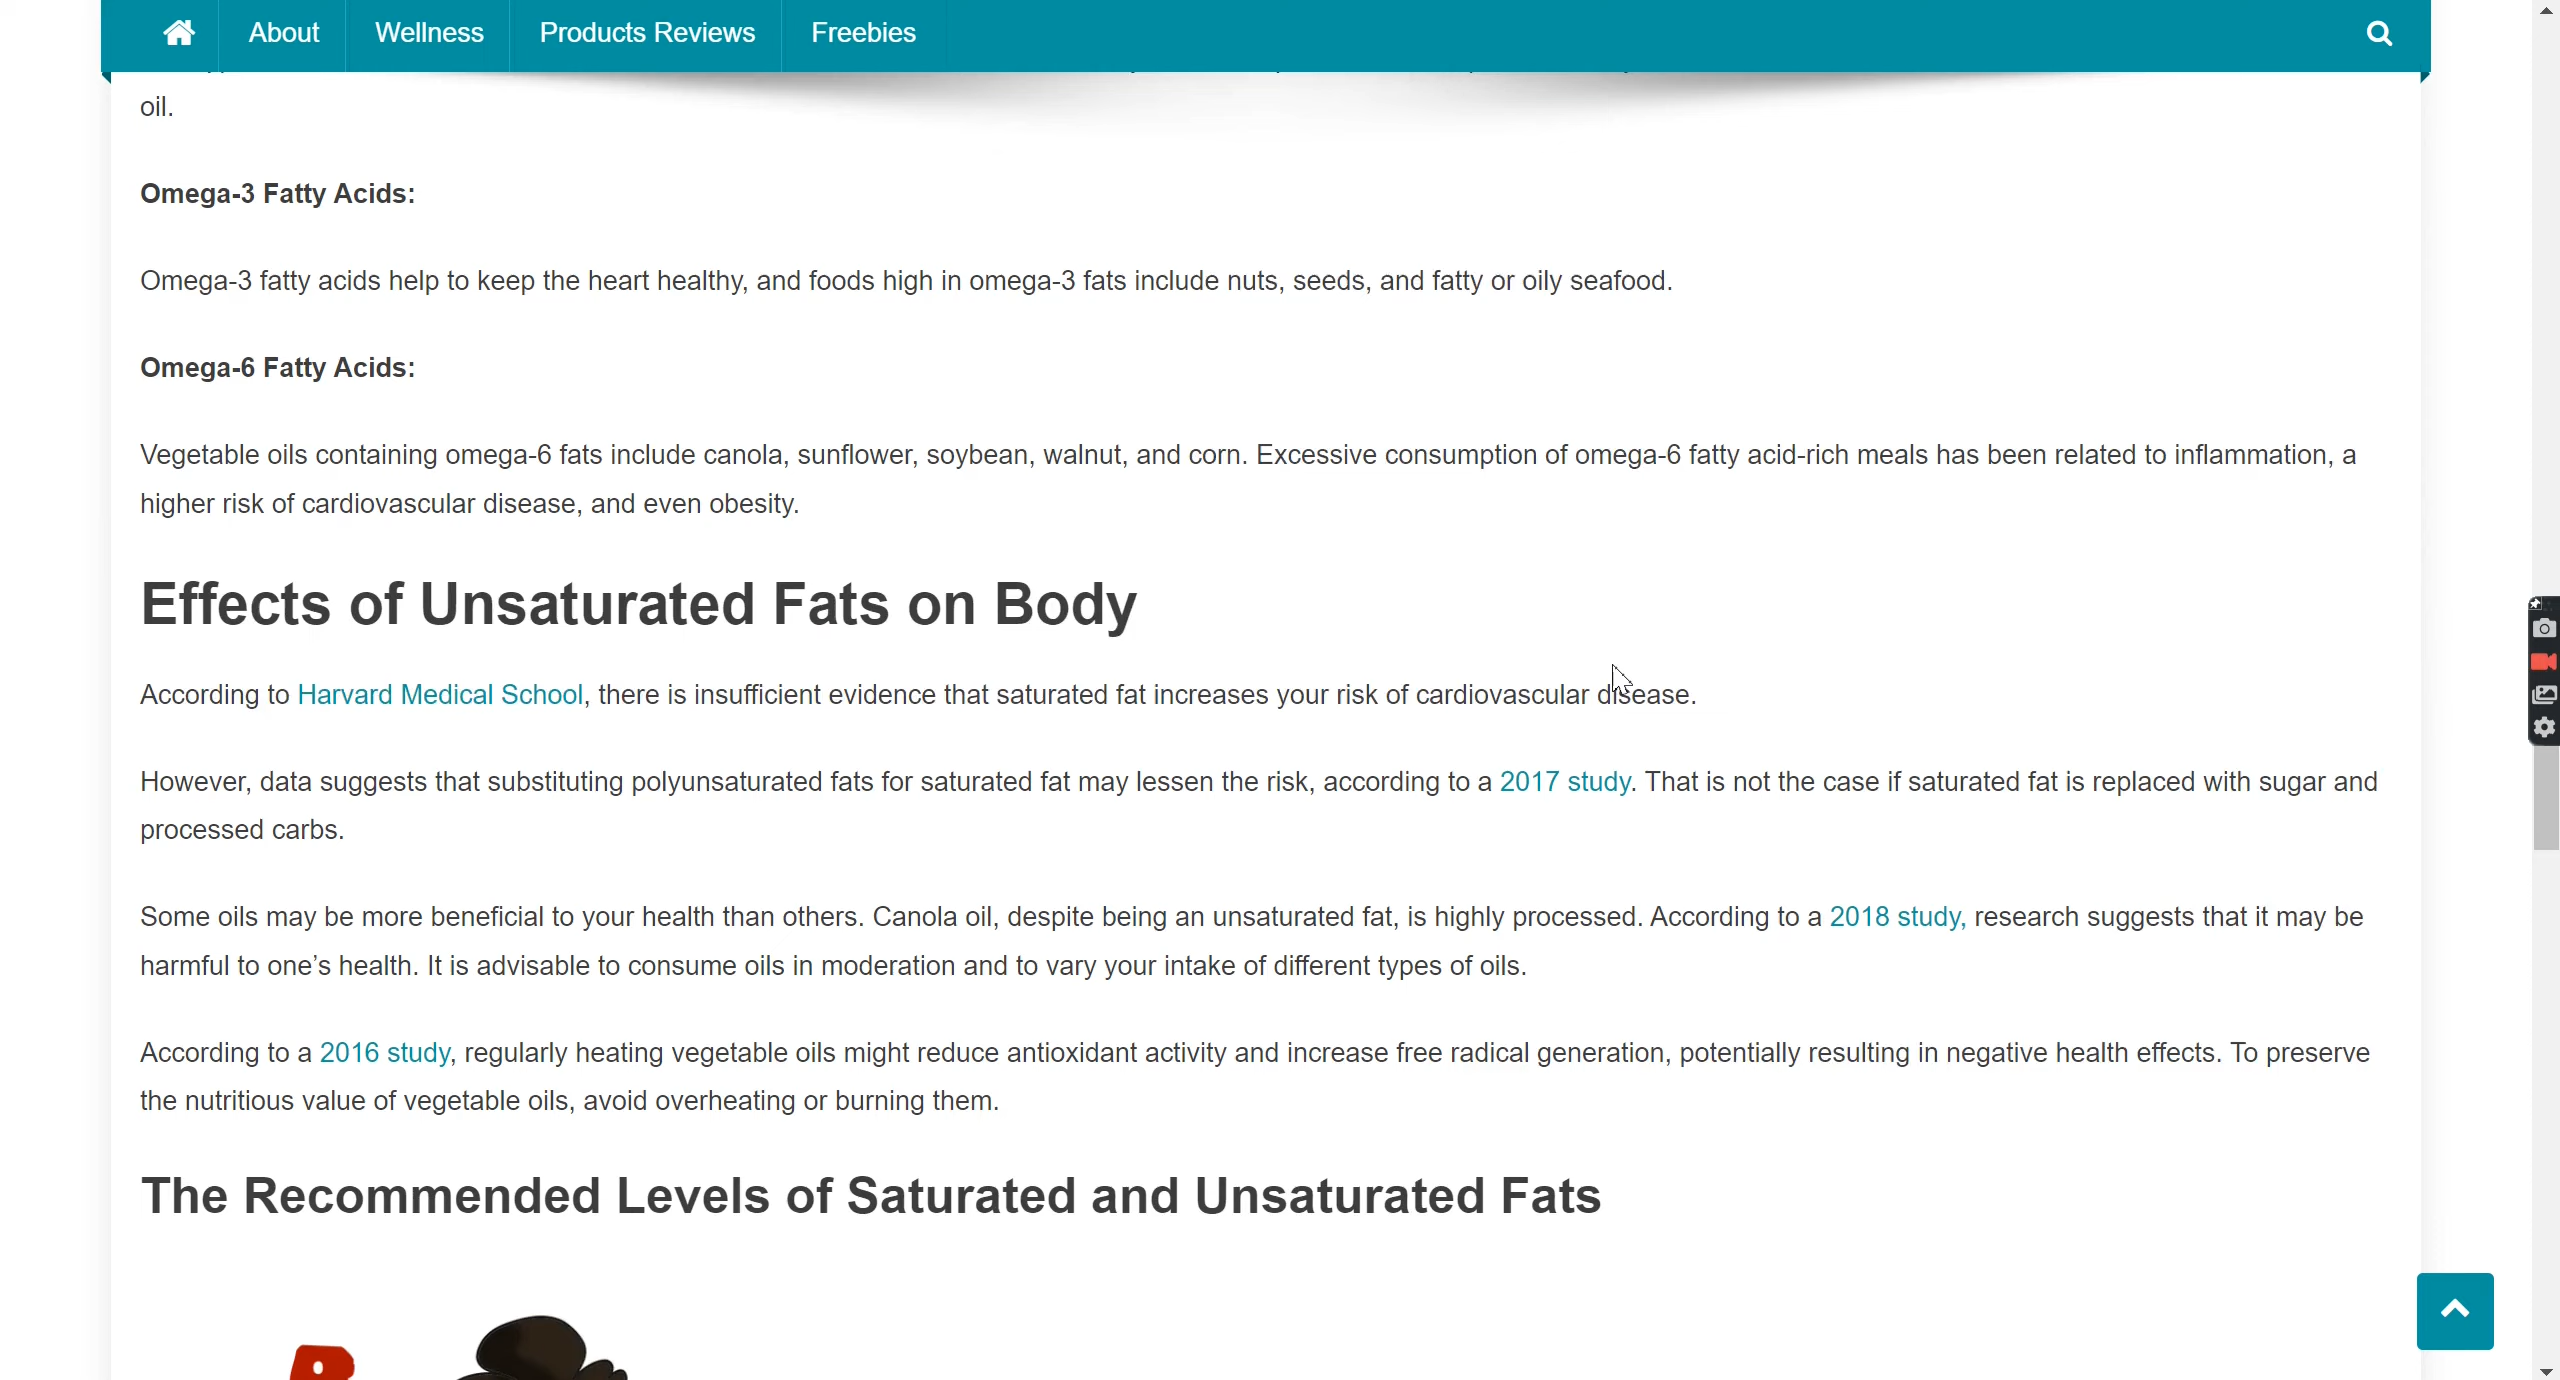 About Wellness Products Reviews Freebies
oil.
Omega-3 Fatty Acids:
Omega-3 fatty acids help to keep the heart healthy, and foods high in omega-3 fats include nuts, seeds, and fatty or oily seafood.
Omega-6 Fatty Acids:
Vegetable oils containing omega-6 fats include canola, sunflower, soybean, walnut, and corn. Excessive consumption of omega-6 fatty acid-rich meals has been related to inflammation, a
higher risk of cardiovascular disease, and even obesity.
Effects of Unsaturated Fats on Body
According to Harvard Medical School, there is insufficient evidence that saturated fat increases your risk of cardiovascular disease.
However, data suggests that substituting polyunsaturated fats for saturated fat may lessen the risk, according to a 2017 study. That is not the case if saturated fat is replaced with sugar and
processed carbs.
Some oils may be more beneficial to your health than others. Canola oil, despite being an unsaturated fat, is highly processed. According to a 2018 study, research suggests that it may be
harmful to one’s health. It is advisable to consume oils in moderation and to vary your intake of different types of oils.
According to a 2016 study, regularly heating vegetable oils might reduce antioxidant activity and increase free radical generation, potentially resulting in negative health effects. To preserve
the nutritious value of vegetable oils, avoid overheating or burning them.
The Recommended Levels of Saturated and Unsaturated Fats